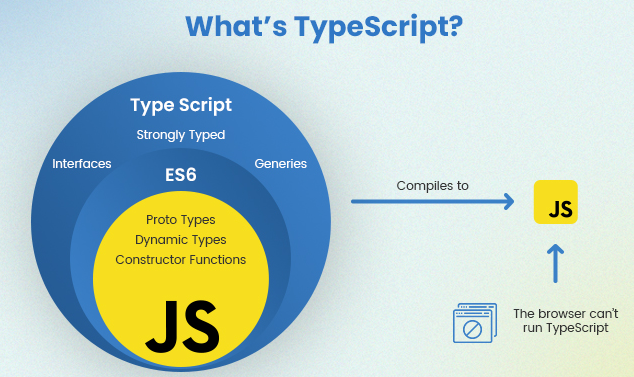 What's TypeScript?
Type Script
Strongly Typed
Interfaces
Generies
ES6
Proto Types
Dynamic Types
Constructor Functions
JS
Compiles to
JS
The browser can't
run TypeScript